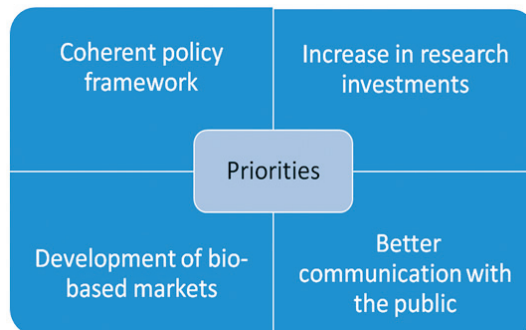 Coherent policy
framework
Increase in research
investments
Priorities
Development of bio-
based markets
Better
communication with
the public